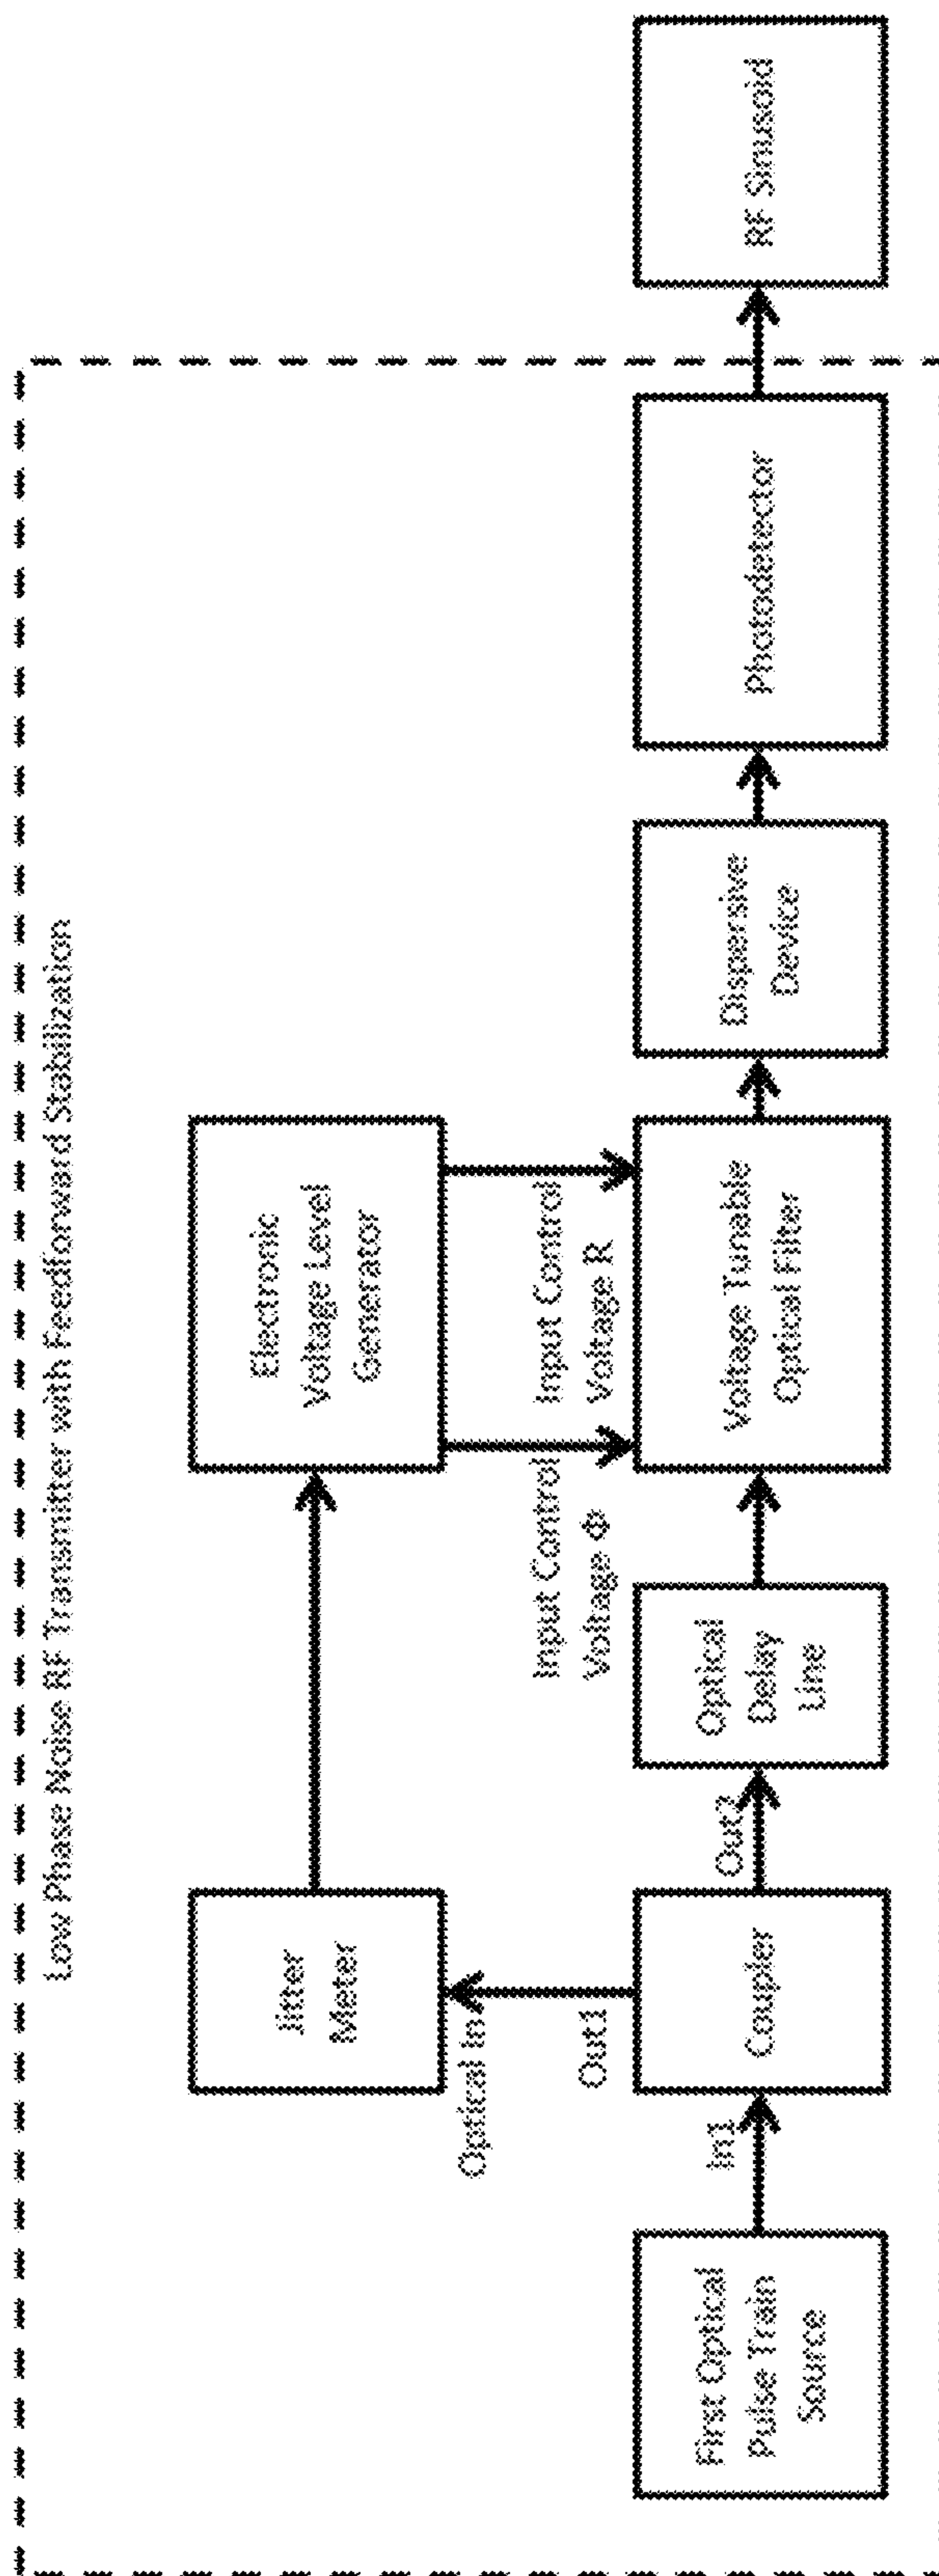 Low Phase Noise RF Transmitter with Feedforward Stabilization
Jitter
Meter
Electronic
Voltage Level
Generator
Optical In
Out1
Input Control
Voltage Φ
Input Control
Voltage R
In1
Out2
First Optical
Pulse Train
Source
Coupler
Optical
Delay
Line
Voltage Tunable
Optical Filter
Dispersive
Device
Photodetector
RF Sinusoid